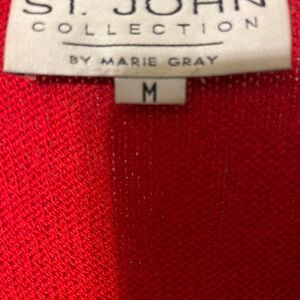 ST. JOHN
COLLECTION
BY MARIE GRAY
M